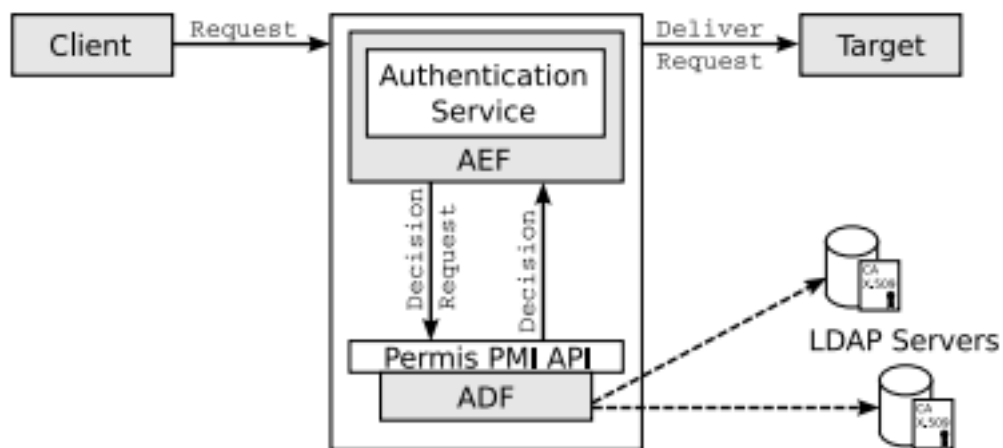 Client
Request
Authentication
Service
AEF
Deliver
Request
Target
Decision
Request
Decision
Permis PMI API
ADF
CA
X.509
LDAP Servers
CA
X.509